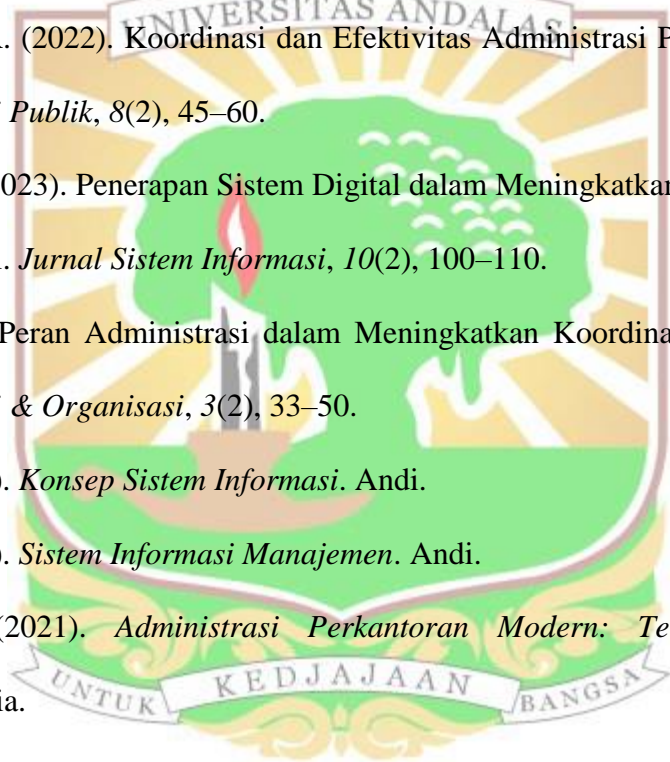 UNIVERSITAS ANDALAS
. (2022). Koordinasi dan Efektivitas Administrasi P
Publik, 8(2), 45–60.
023). Penerapan Sistem Digital dalam Meningkatkan
. Jurnal Sistem Informasi, 10(2), 100–110.
Peran Administrasi dalam Meningkatkan Koordina
& Organisasi, 3(2), 33–50.
). Konsep Sistem Informasi. Andi.
). Sistem Informasi Manajemen. Andi.
(2021). Administrasi Perkantoran Modern: Te
ia.
UNTUK KEDJAJAAN BANGSA